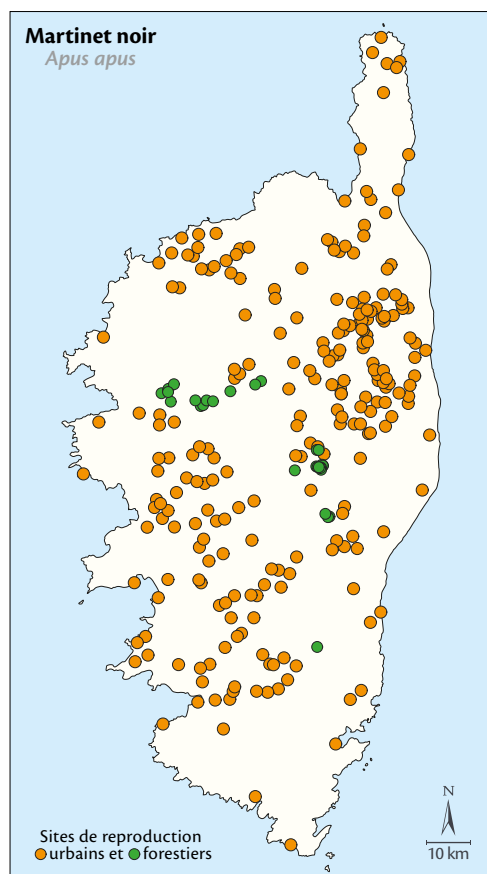 Martinet noir
Apus apus
N
Sites de reproduction
urbains et forestiers
10 km